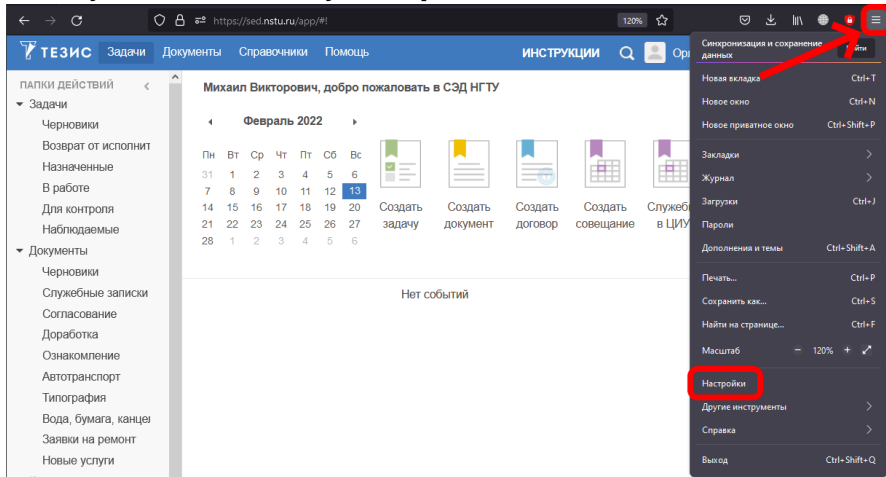 https://sed.nstu.ru/app/#!
120%
ТЕЗИС Задачи Документы Справочники Помощь ИНСТРУКЦИИ
ПАПКИ ДЕЙСТВИЙ
Задачи
Черновики
Возврат от исполнит
Назначенные
В работе
Для контроля
Наблюдаемые
Документы
Черновики
Служебные записки
Согласование
Доработка
Ознакомление
Автотранспорт
Типография
Вода, бумага, канцел
Заявки на ремонт
Новые услуги
Михаил Викторович, добро пожаловать в СЭД НГТУ
Февраль 2022
Пн Вт Ср Чт Пт Сб Вс
31 1 2 3 4 5 6
7 8 9 10 11 12 13
14 15 16 17 18 19 20
21 22 23 24 25 26 27
28 1 2 3 4 5 6
Создать
задачу
Создать
документ
Создать
договор
Создать
совещание
Служеб
в ЦИУ
Нет событий
Синхронизация и сохранение
данных
Новая вкладка Ctrl+T
Новое окно Ctrl+N
Новое приватное окно Ctrl+Shift+P
Закладки
Журнал
Загрузки Ctrl+J
Пароли
Дополнения и темы Ctrl+Shift+A
Печать... Ctrl+P
Сохранить как... Ctrl+S
Найти на странице... Ctrl+F
Масштаб − 120% +
Настройки
Другие инструменты
Справка
Выход Ctrl+Shift+Q